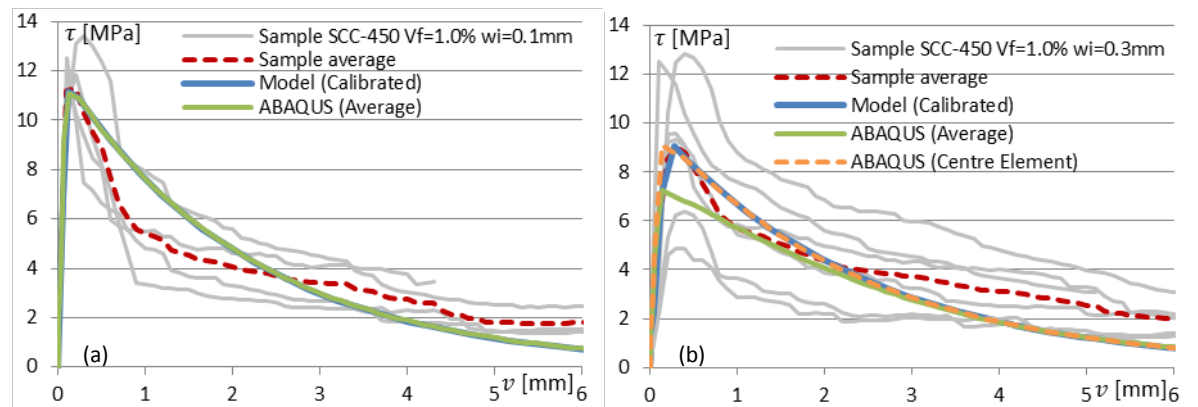 14
12
10
8
6
4
2
0
τ [MPa]
Sample SCC-450 Vf=1.0% wi=0.1mm
Sample average
Model (Calibrated)
ABAQUS (Average)
(a)
0 1 2 3 4 5 6
v [mm]
14
12
10
8
6
4
2
0
τ [MPa]
Sample SCC-450 Vf=1.0% wi=0.3mm
Sample average
Model (Calibrated)
ABAQUS (Average)
ABAQUS (Centre Element)
(b)
0 1 2 3 4 5 6
v [mm]